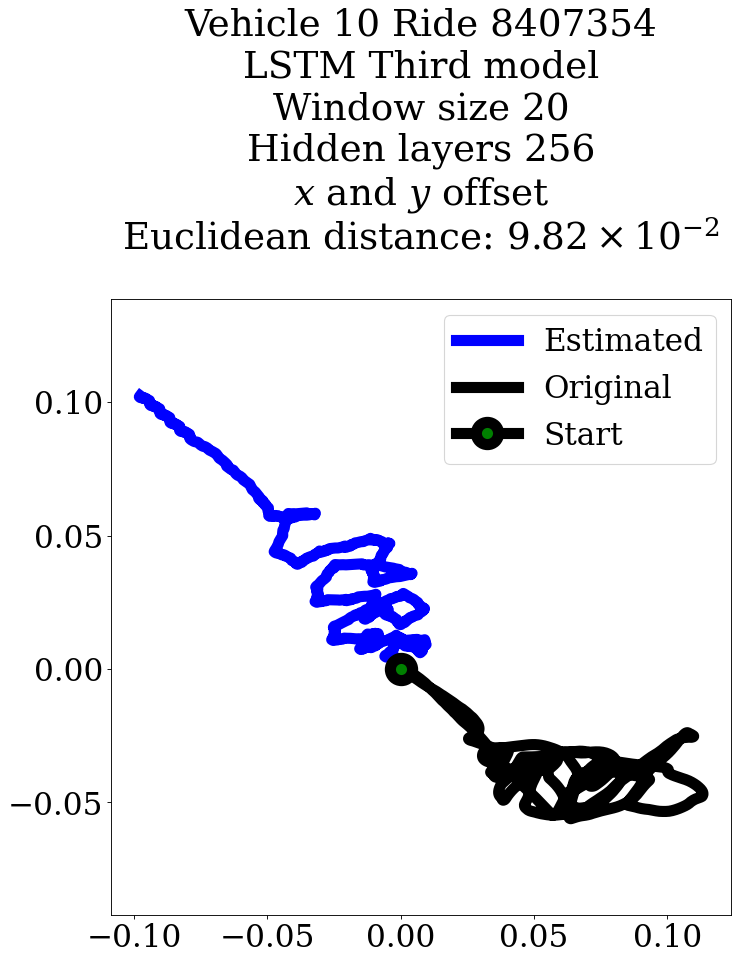 Vehicle 10 Ride 8407354
LSTM Third model
Window size 20
Hidden layers 256
x and y offset
Euclidean distance: 9.82 × 10⁻²
Estimated
Original
Start
0.10
0.05
0.00
−0.05
−0.10
−0.05
0.00
0.05
0.10